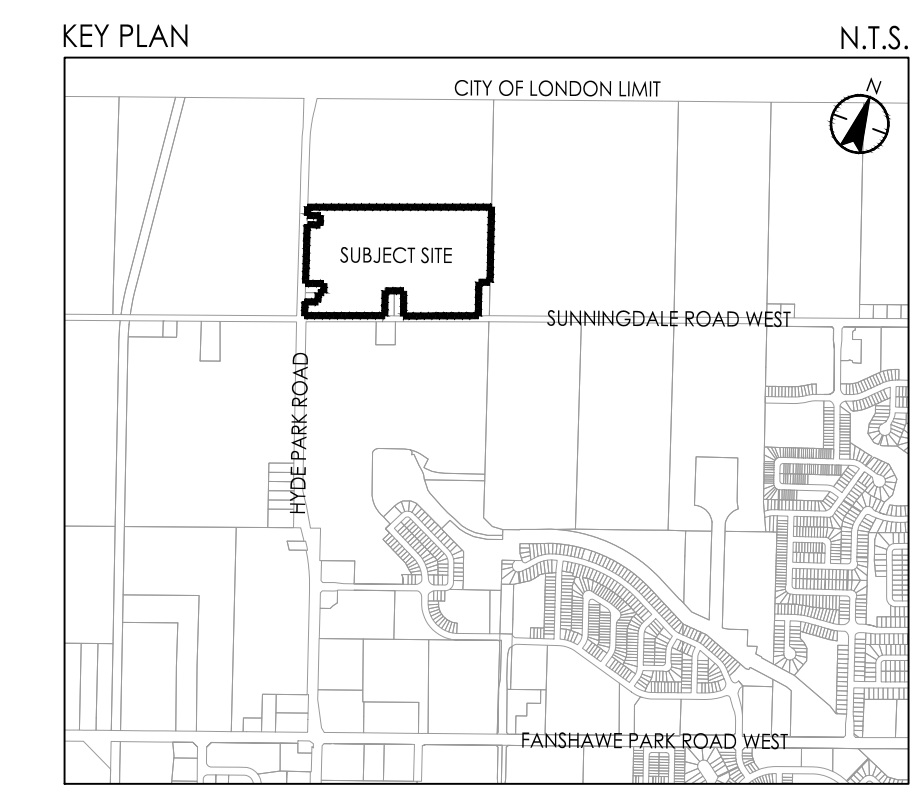 KEY PLAN
N.T.S.
CITY OF LONDON LIMIT
N
SUBJECT SITE
SUNNINGDALE ROAD WEST
HYDE PARK ROAD
FANSHAWE PARK ROAD WEST